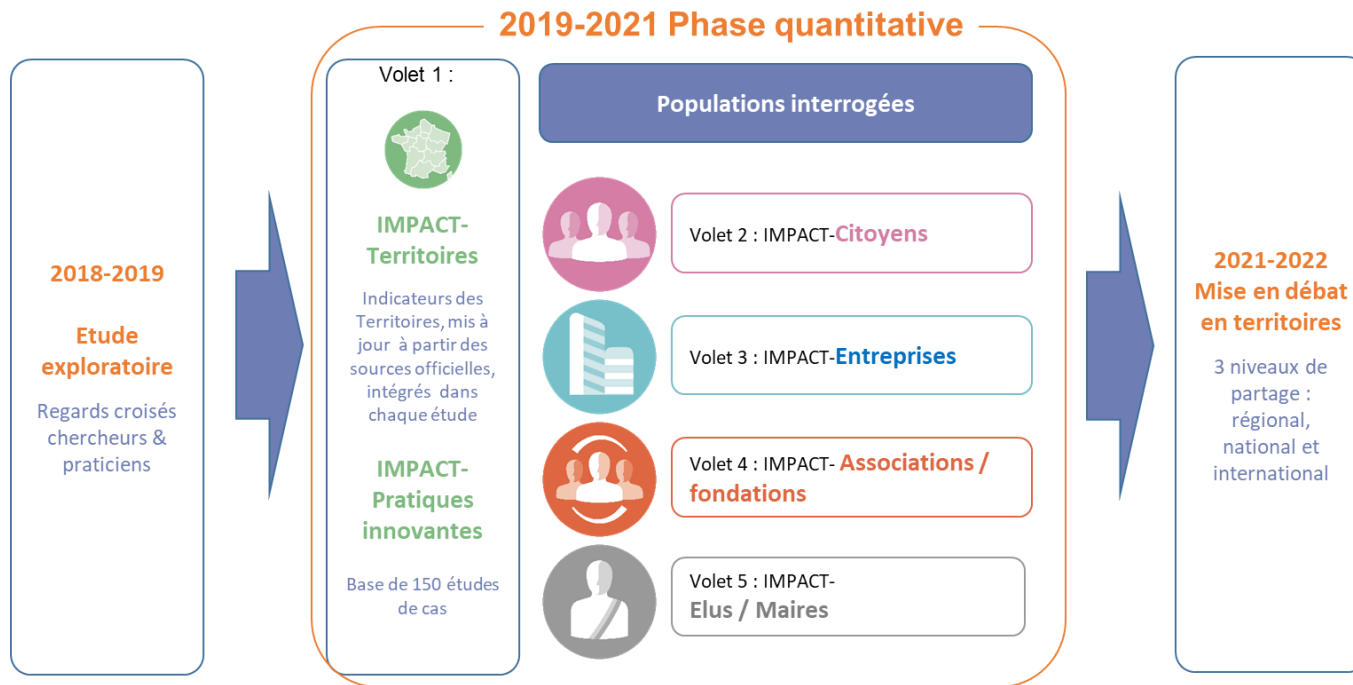 2019-2021 Phase quantitative
2018-2019
Etude
exploratoire
Regards croisés
chercheurs &
praticiens
Volet 1 :
IMPACT-
Territoires
Indicateurs des
Territoires, mis à
jour à partir des
sources officielles,
intégrés dans
chaque étude
IMPACT-
Pratiques
innovantes
Base de 150 études
de cas
Populations interrogées
Volet 2 : IMPACT-Citoyens
Volet 3 : IMPACT-Entreprises
Volet 4 : IMPACT- Associations /
fondations
Volet 5 : IMPACT-
Elus / Maires
2021-2022
Mise en débat
en territoires
3 niveaux de
partage :
régional,
national et
international